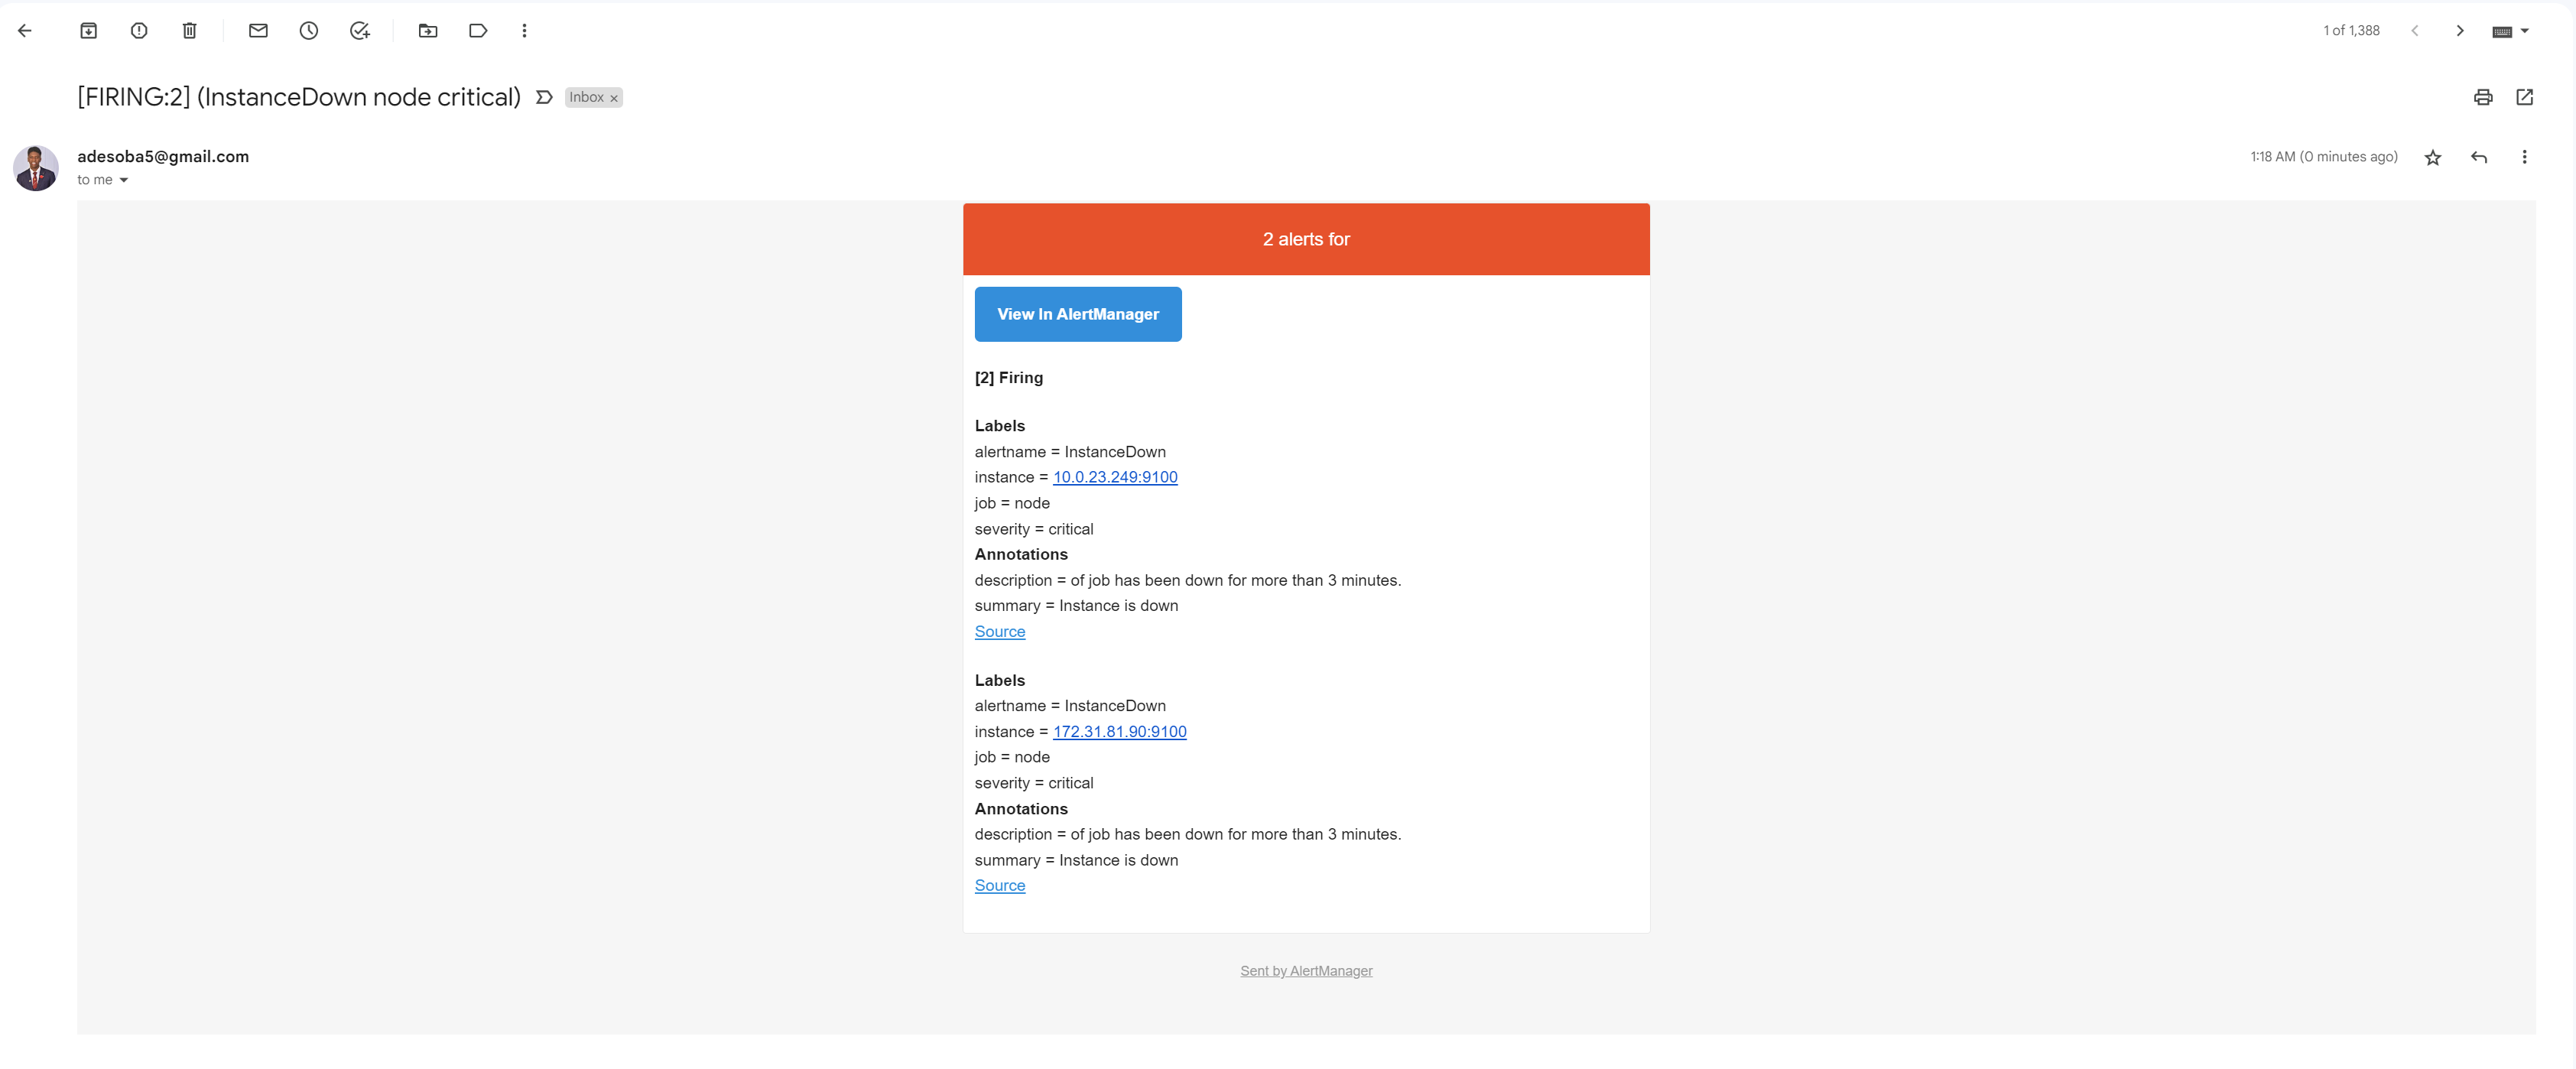 1 of 1,388
[FIRING:2] (InstanceDown node critical)
Inbox ×
adesoba5@gmail.com
1:18 AM (0 minutes ago)
to me
2 alerts for
View In AlertManager
[2] Firing
Labels
alertname = InstanceDown
instance = 10.0.23.249:9100
job = node
severity = critical
Annotations
description = of job has been down for more than 3 minutes.
summary = Instance is down
Source
Labels
alertname = InstanceDown
instance = 172.31.81.90:9100
job = node
severity = critical
Annotations
description = of job has been down for more than 3 minutes.
summary = Instance is down
Source
Sent by AlertManager